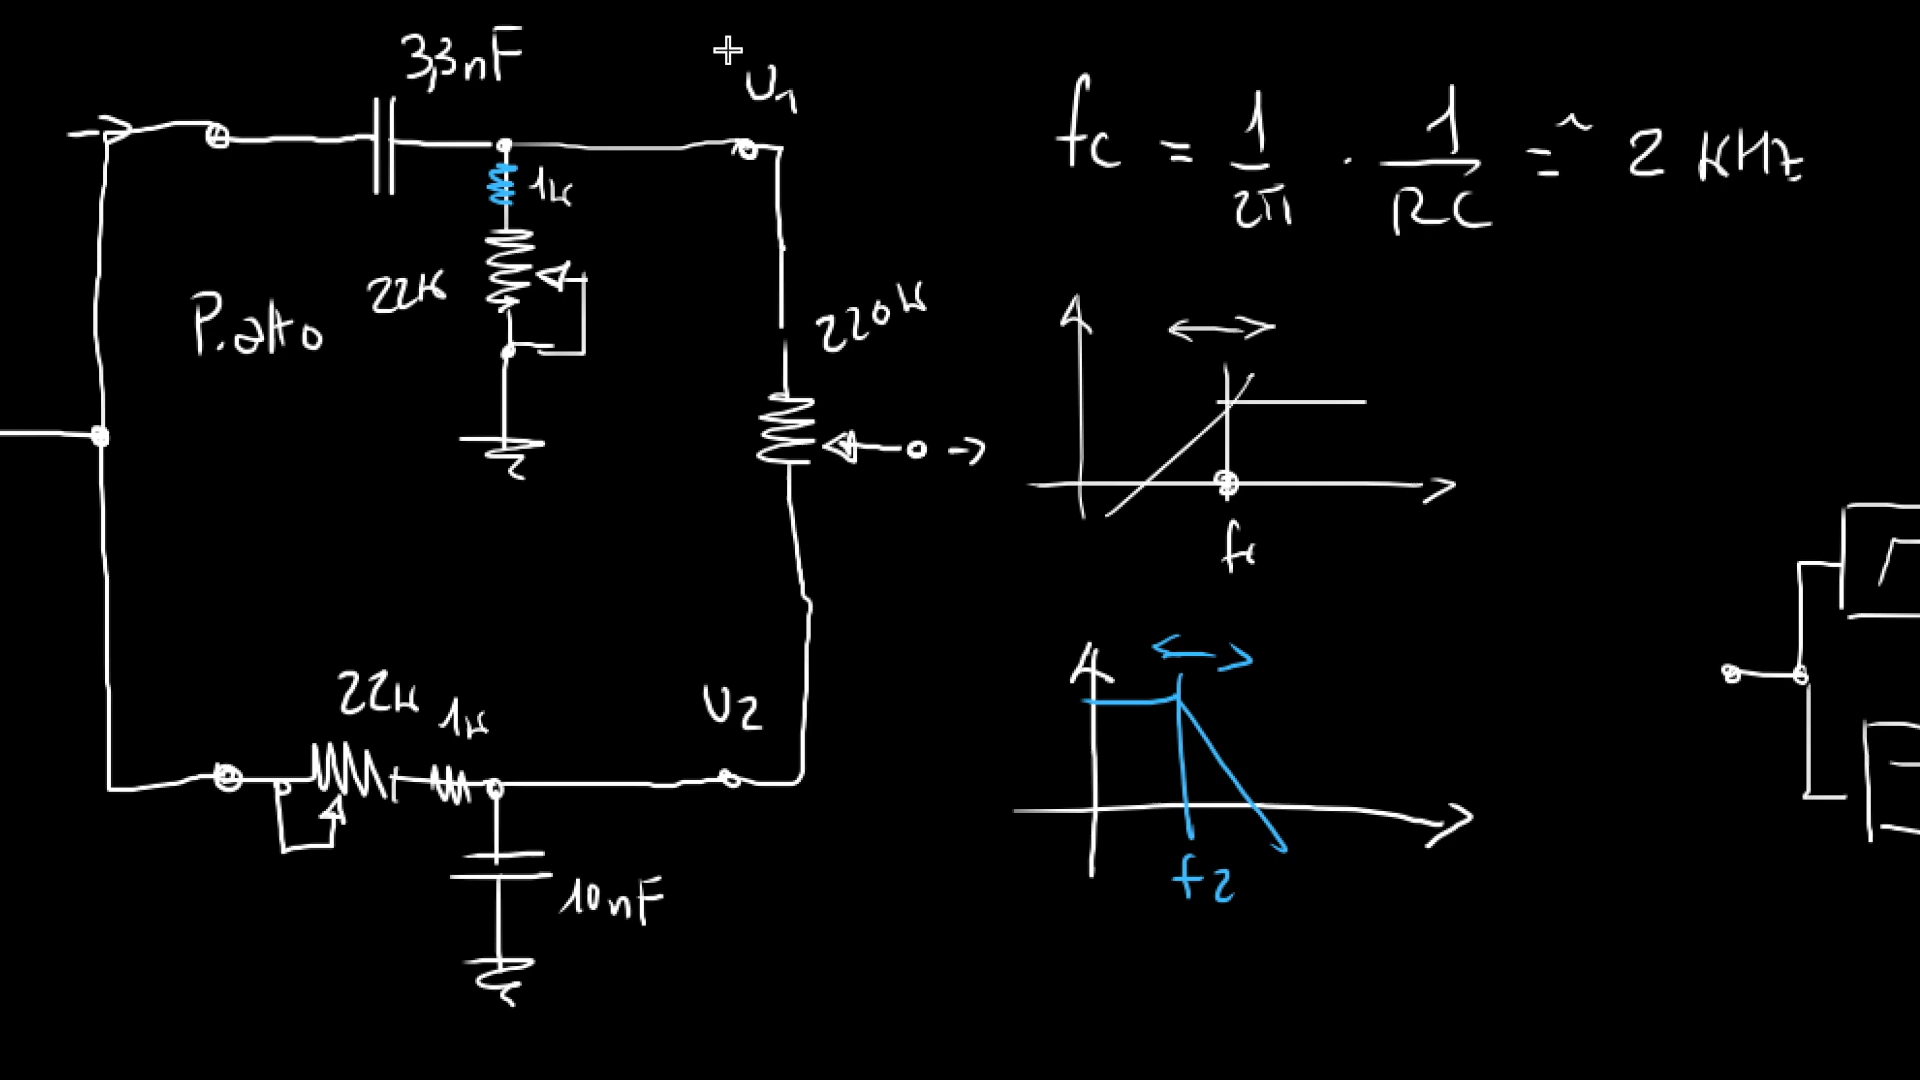 3,3nF
U1
fc = 1/2π · 1/RC ≅ 2 KHz
1k
22K
P.alto
220K
fc
22K 1K
U2
10nF
f2